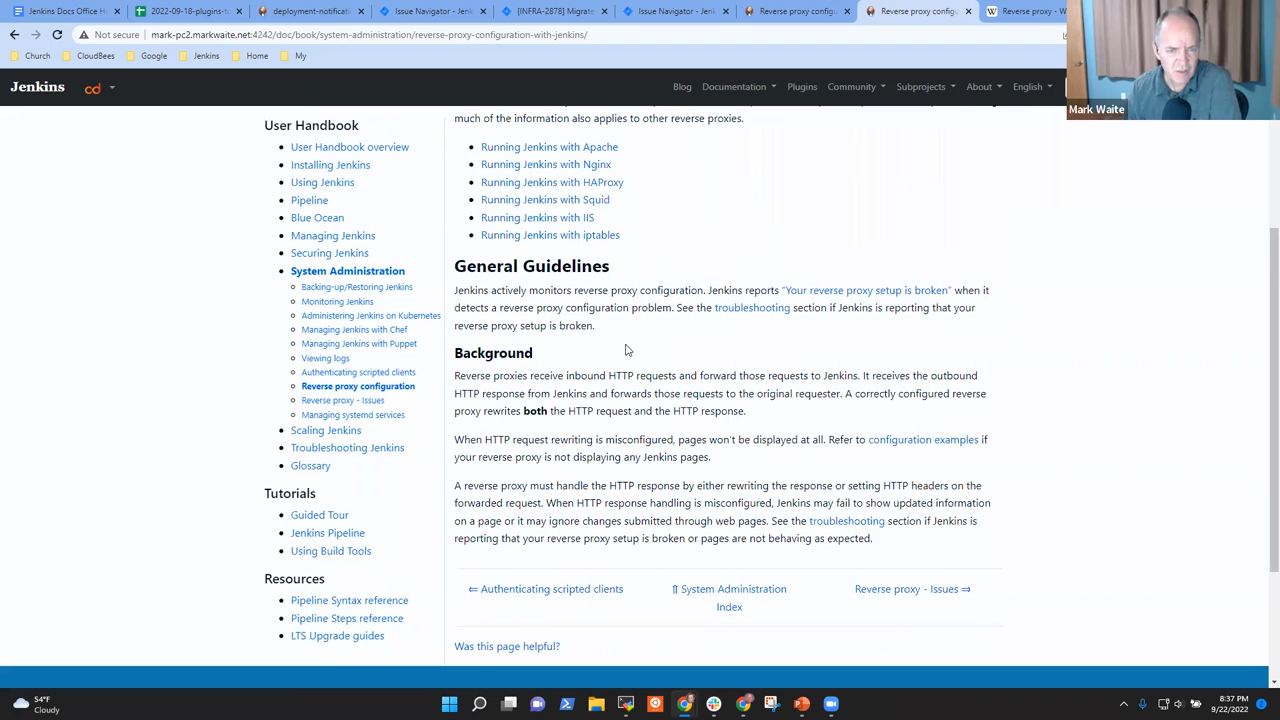 Jenkins Docs Office H
2022-09-18-plugins-t
deployment-notificat
Issue Navigator - Jenk
[INFRA-2878] Migrate
Issue Navigator - Jenk
Reverse proxy configu
Reverse proxy config
Reverse proxy - W
Not secure
mark-pc2.markwaite.net:4242/doc/book/system-administration/reverse-proxy-configuration-with-jenkins/
Church
CloudBees
Google
Jenkins
Home
My
Mark Waite
Jenkins
cd
Blog
Documentation
Plugins
Community
Subprojects
About
English
User Handbook
User Handbook overview
Installing Jenkins
Using Jenkins
Pipeline
Blue Ocean
Managing Jenkins
Securing Jenkins
System Administration
Backing-up/Restoring Jenkins
Monitoring Jenkins
Administering Jenkins on Kubernetes
Managing Jenkins with Chef
Managing Jenkins with Puppet
Viewing logs
Authenticating scripted clients
Reverse proxy configuration
Reverse proxy - Issues
Managing systemd services
Scaling Jenkins
Troubleshooting Jenkins
Glossary
Tutorials
Guided Tour
Jenkins Pipeline
Using Build Tools
Resources
Pipeline Syntax reference
Pipeline Steps reference
LTS Upgrade guides
much of the information also applies to other reverse proxies.
Running Jenkins with Apache
Running Jenkins with Nginx
Running Jenkins with HAProxy
Running Jenkins with Squid
Running Jenkins with IIS
Running Jenkins with iptables
General Guidelines
Jenkins actively monitors reverse proxy configuration. Jenkins reports "Your reverse proxy setup is broken" when it
detects a reverse proxy configuration problem. See the troubleshooting section if Jenkins is reporting that your
reverse proxy setup is broken.
Background
Reverse proxies receive inbound HTTP requests and forward those requests to Jenkins. It receives the outbound
HTTP response from Jenkins and forwards those requests to the original requester. A correctly configured reverse
proxy rewrites both the HTTP request and the HTTP response.
When HTTP request rewriting is misconfigured, pages won't be displayed at all. Refer to configuration examples if
your reverse proxy is not displaying any Jenkins pages.
A reverse proxy must handle the HTTP response by either rewriting the response or setting HTTP headers on the
forwarded request. When HTTP response handling is misconfigured, Jenkins may fail to show updated information
on a page or it may ignore changes submitted through web pages. See the troubleshooting section if Jenkins is
reporting that your reverse proxy setup is broken or pages are not behaving as expected.
⇐ Authenticating scripted clients
⇑ System Administration
Index
Reverse proxy - Issues ⇒
Was this page helpful?
54°F
Cloudy
8:37 PM
9/22/2022